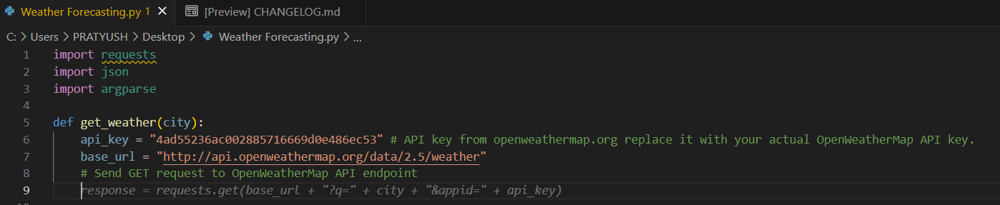 Weather Forecasting.py 1 × [Preview] CHANGELOG.md
C: > Users > PRATYUSH > Desktop > Weather Forecasting.py > ...
1 import requests
2 import json
3 import argparse
4
5 def get_weather(city):
6 api_key = "4ad55236ac002885716669d0e486ec53" # API key from openweathermap.org replace it with your actual OpenWeatherMap API key.
7 base_url = "http://api.openweathermap.org/data/2.5/weather"
8 # Send GET request to OpenWeatherMap API endpoint
9 response = requests.get(base_url + "?q=" + city + "&appid=" + api_key)